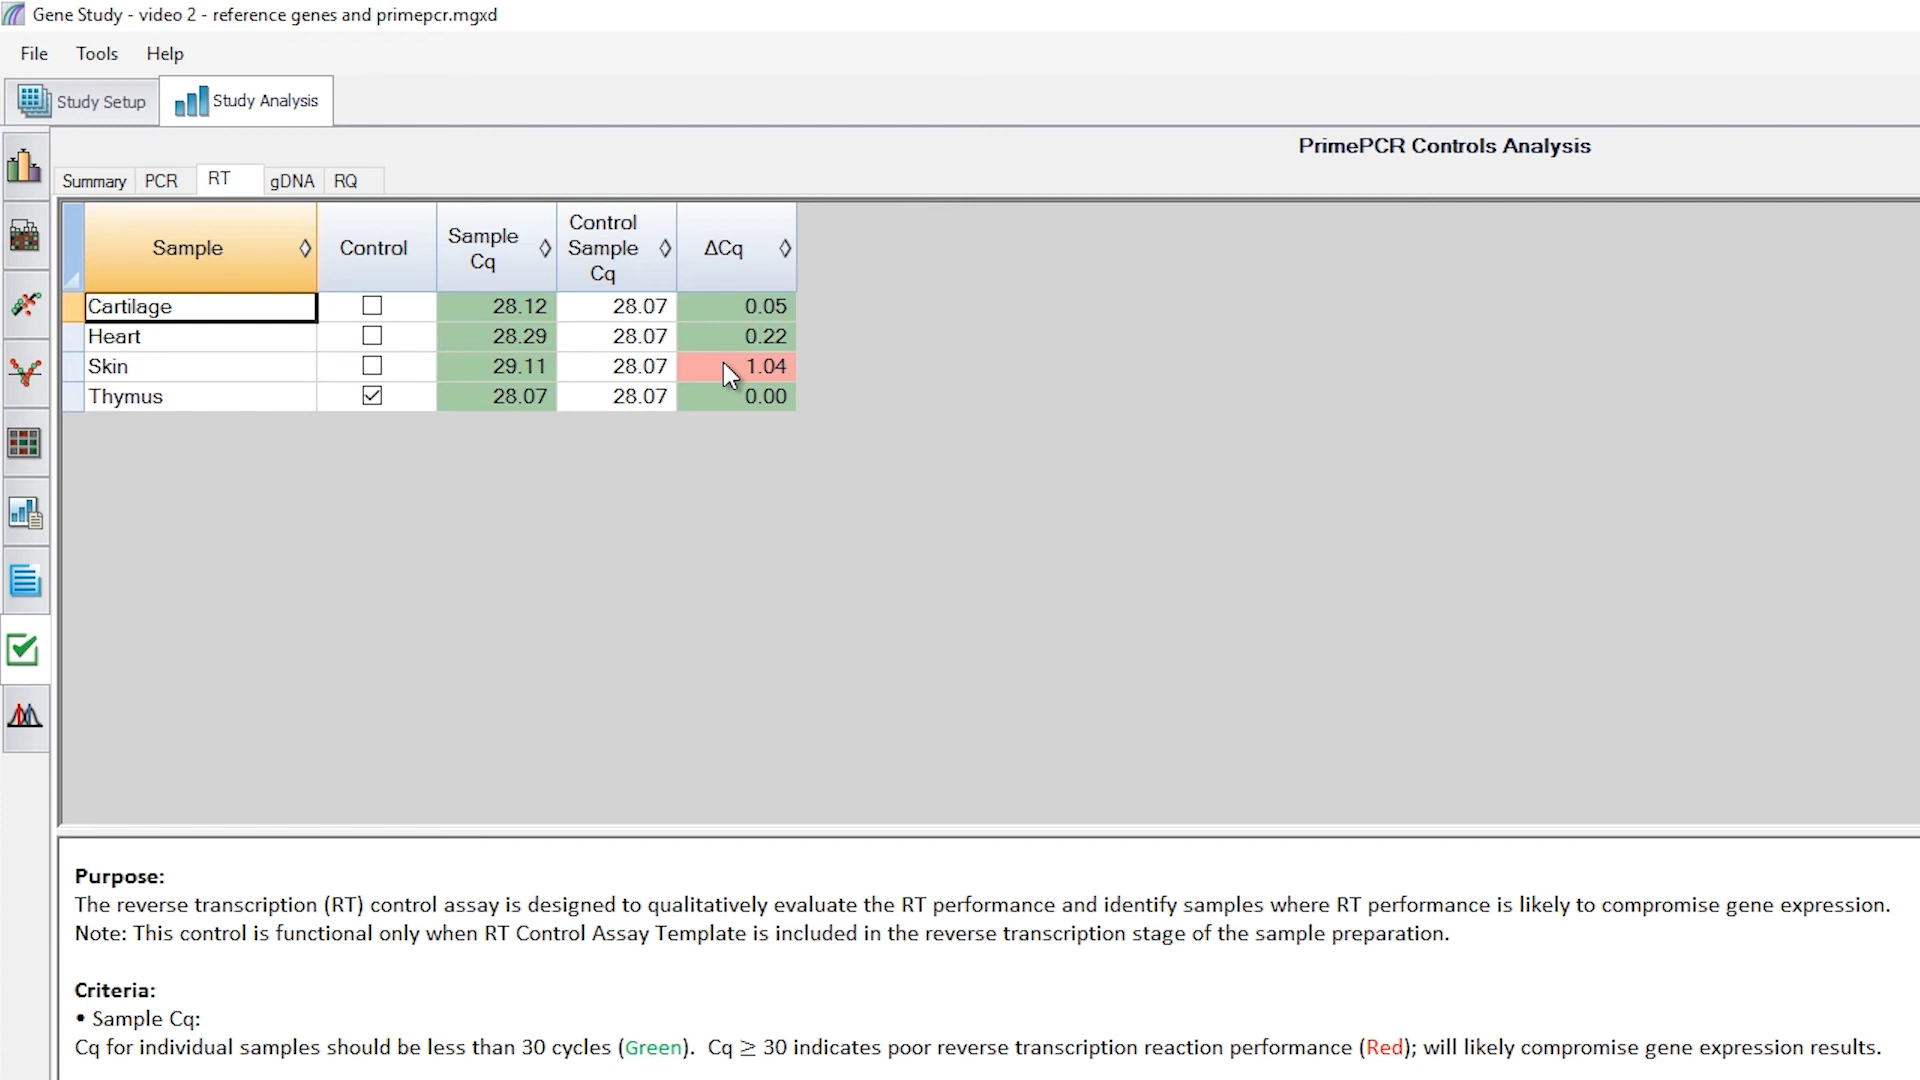 Gene Study - video 2 - reference genes and primepcr.mgxd
File Tools Help
Study Setup Study Analysis
PrimePCR Controls Analysis
Summary PCR RT gDNA RQ
Sample Control Sample Cq Control Sample Cq ΔCq
Cartilage 28.12 28.07 0.05
Heart 28.29 28.07 0.22
Skin 29.11 28.07 1.04
Thymus 28.07 28.07 0.00
Purpose:
The reverse transcription (RT) control assay is designed to qualitatively evaluate the RT performance and identify samples where RT performance is likely to compromise gene expression.
Note: This control is functional only when RT Control Assay Template is included in the reverse transcription stage of the sample preparation.
Criteria:
• Sample Cq:
Cq for individual samples should be less than 30 cycles (Green). Cq ≥ 30 indicates poor reverse transcription reaction performance (Red); will likely compromise gene expression results.